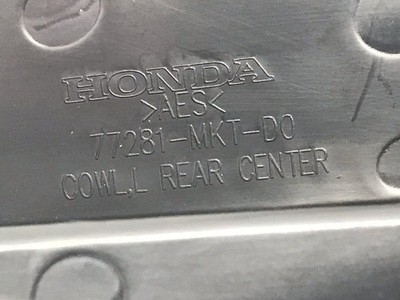 HONDA
>AES<
77281-MKT-D0
COWL,L REAR CENTER